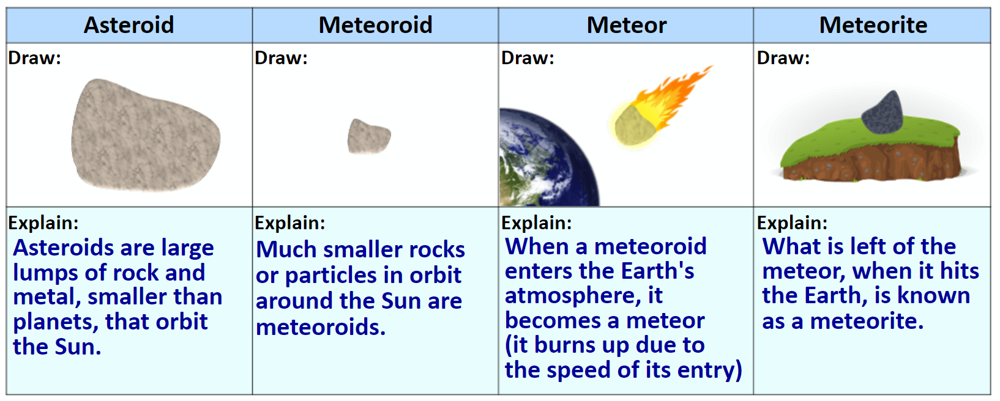 Asteroid
Meteoroid
Meteor
Meteorite
Draw:
Draw:
Draw:
Draw:
Explain:
Asteroids are large
lumps of rock and
metal, smaller than
planets, that orbit
the Sun.
Explain:
Much smaller rocks
or particles in orbit
around the Sun are
meteoroids.
Explain:
When a meteoroid
enters the Earth's
atmosphere, it
becomes a meteor
(it burns up due to
the speed of its entry)
Explain:
What is left of the
meteor, when it hits
the Earth, is known
as a meteorite.